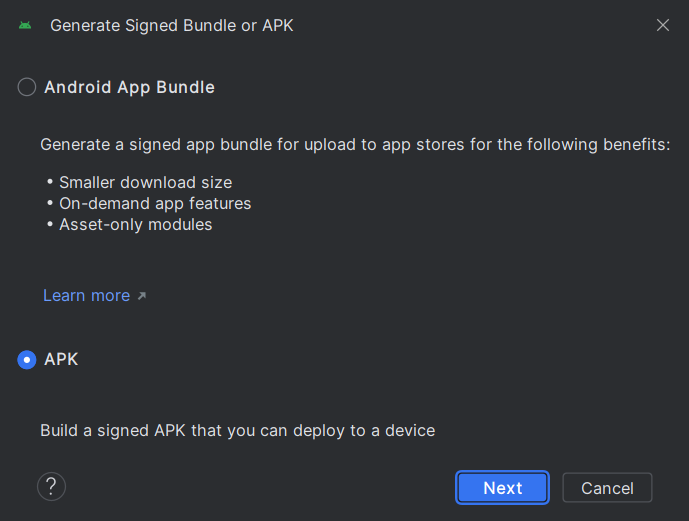 Generate Signed Bundle or APK
Android App Bundle
Generate a signed app bundle for upload to app stores for the following benefits:
• Smaller download size
• On-demand app features
• Asset-only modules
Learn more ↗
APK
Build a signed APK that you can deploy to a device
? Next Cancel